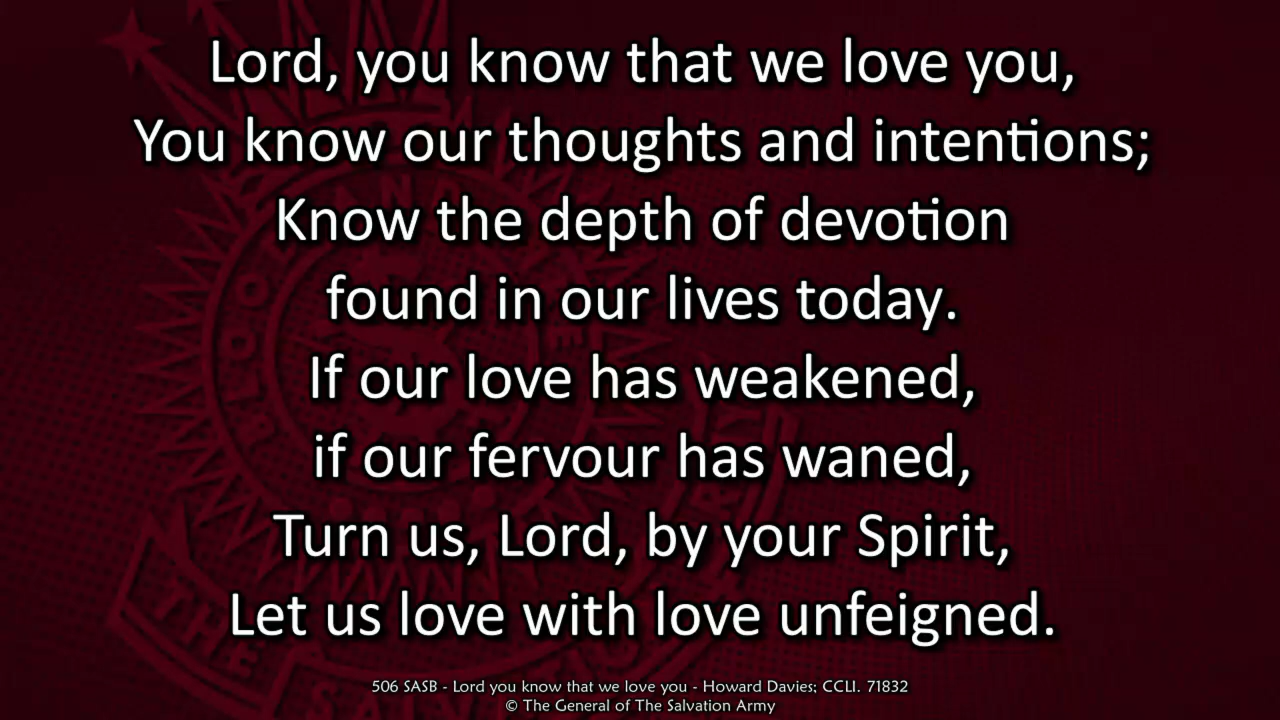 Lord, you know that we love you,
You know our thoughts and intentions;
Know the depth of devotion
found in our lives today.
If our love has weakened,
if our fervour has waned,
Turn us, Lord, by your Spirit,
Let us love with love unfeigned.
506 SASB - Lord you know that we love you - Howard Davies; CCLI. 71832
© The General of The Salvation Army